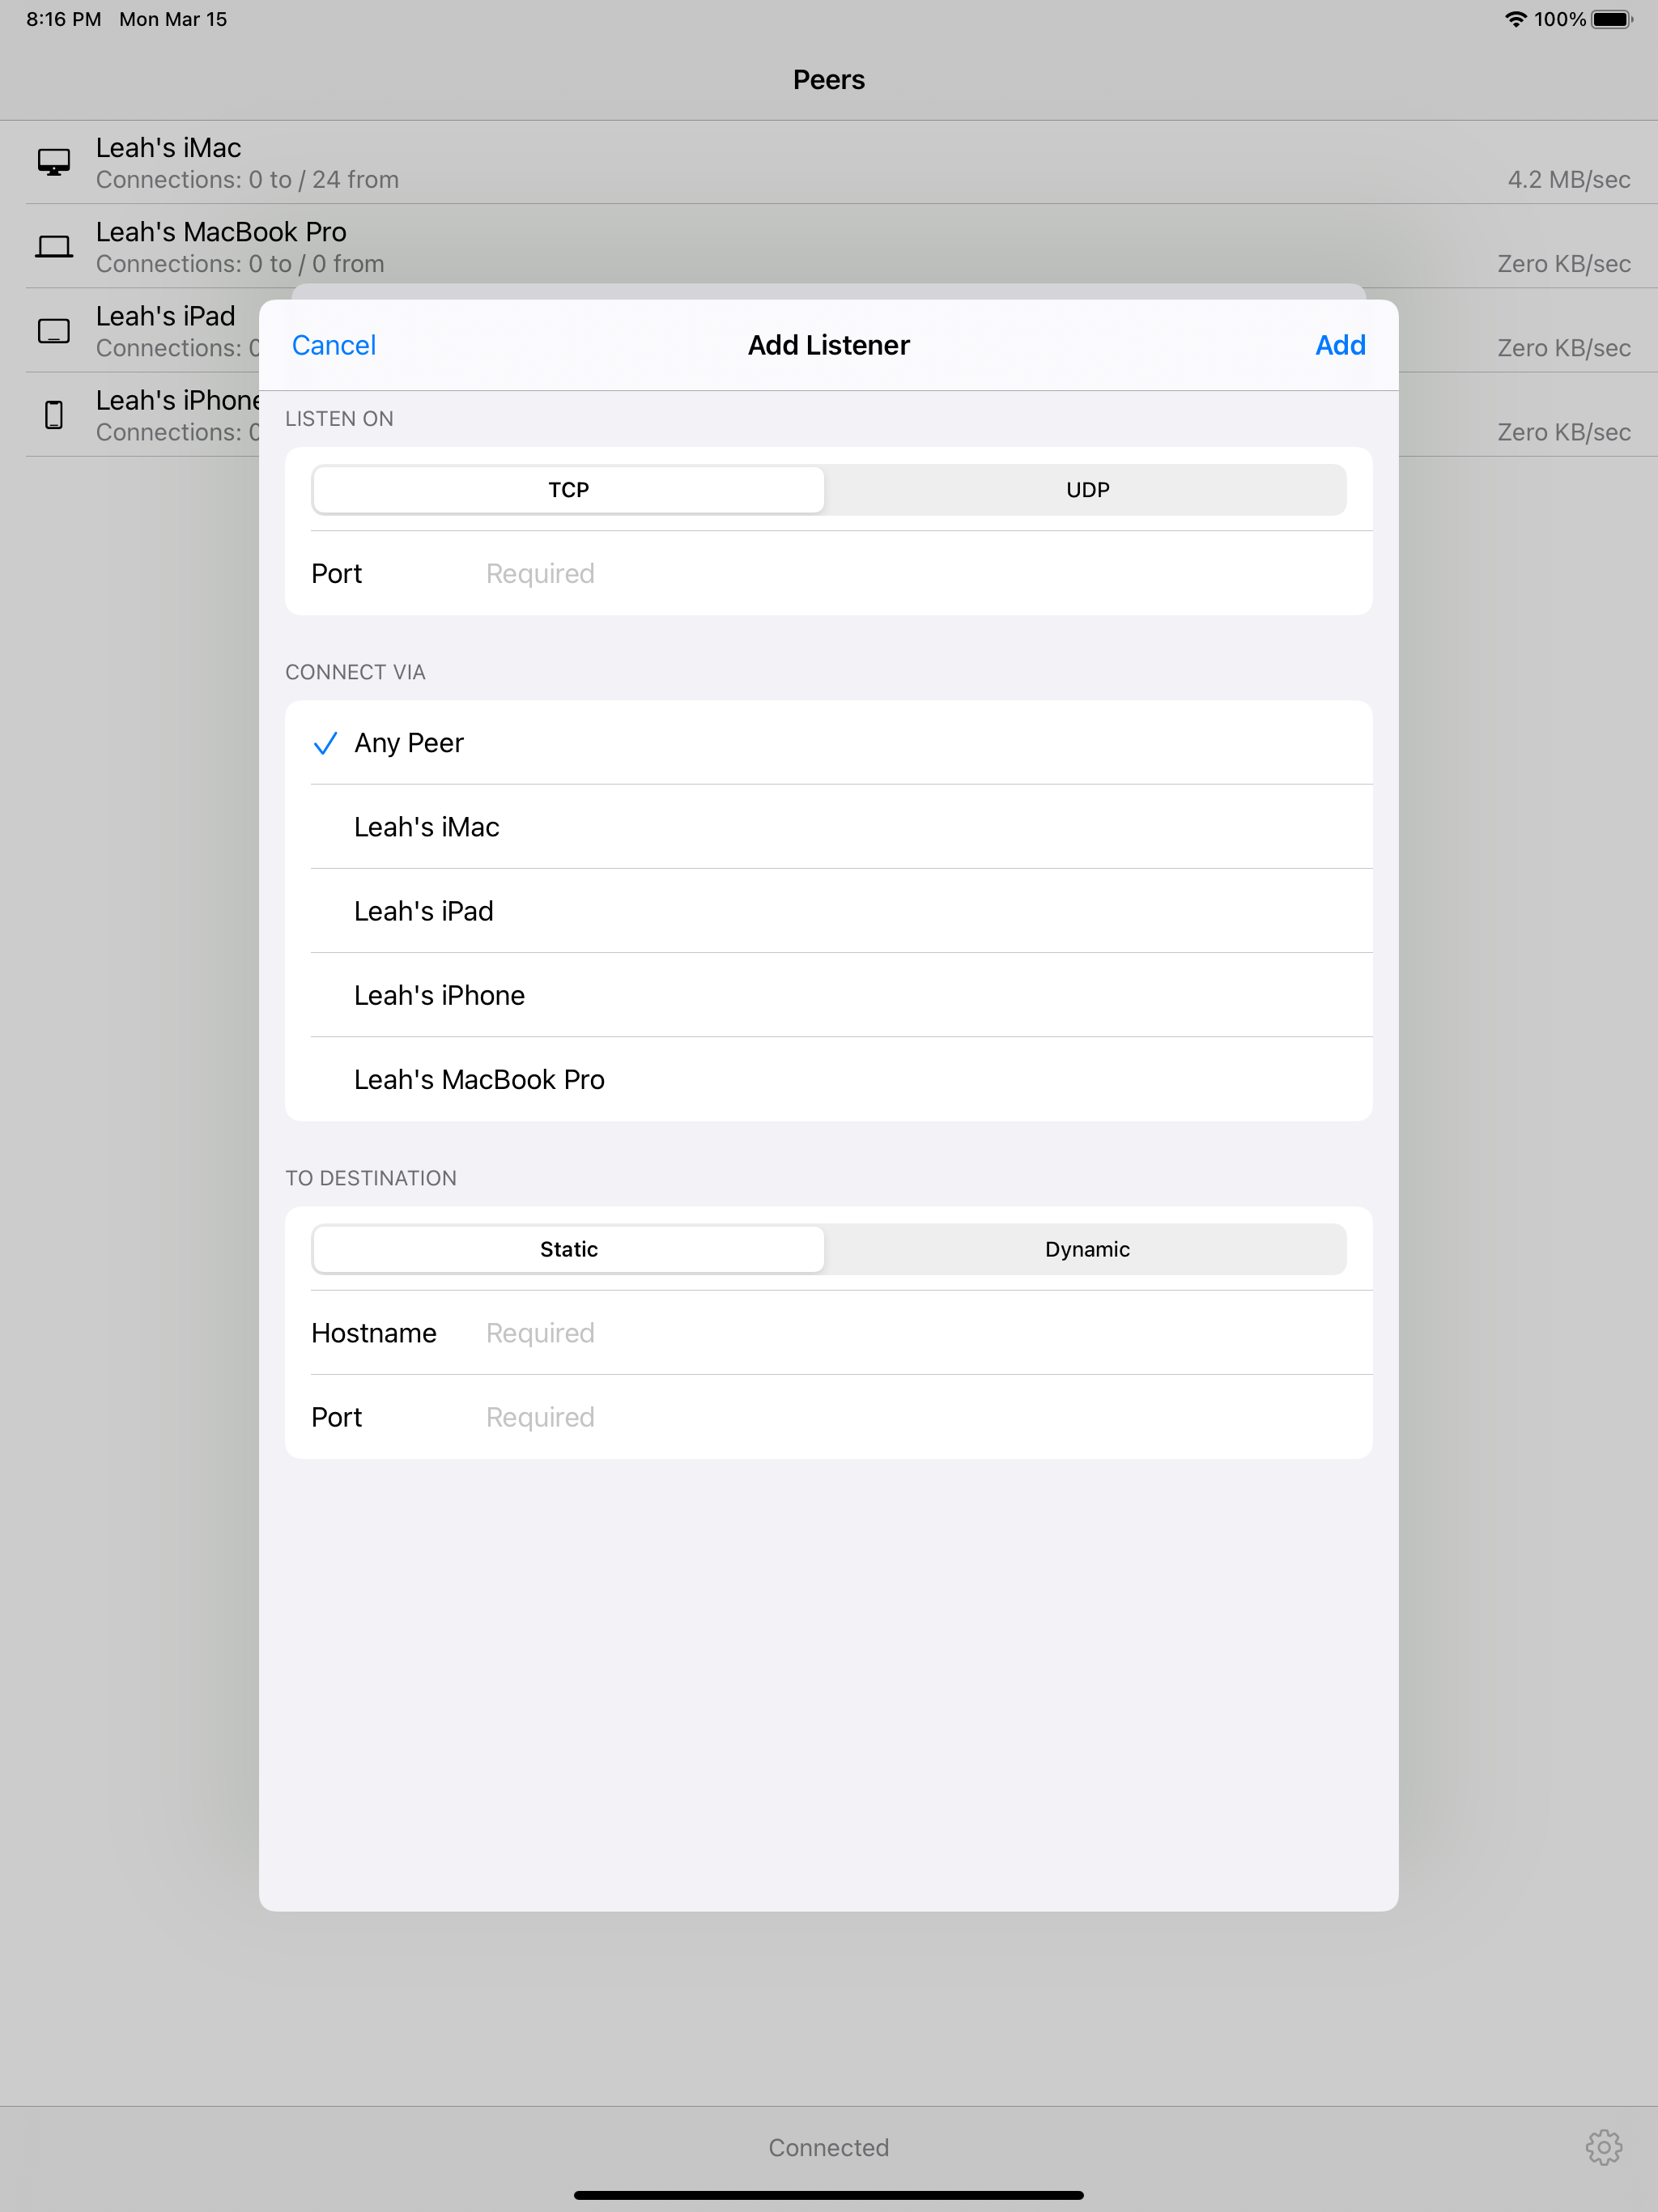 8:16 PM Mon Mar 15 100%
Peers
Leah's iMac
Connections: 0 to / 24 from 4.2 MB/sec
Leah's MacBook Pro
Connections: 0 to / 0 from Zero KB/sec
Leah's iPad
Connections: Zero KB/sec
Leah's iPhone
Connections: Zero KB/sec
Cancel Add Listener Add
LISTEN ON
TCP UDP
Port Required
CONNECT VIA
Any Peer
Leah's iMac
Leah's iPad
Leah's iPhone
Leah's MacBook Pro
TO DESTINATION
Static Dynamic
Hostname Required
Port Required
Connected